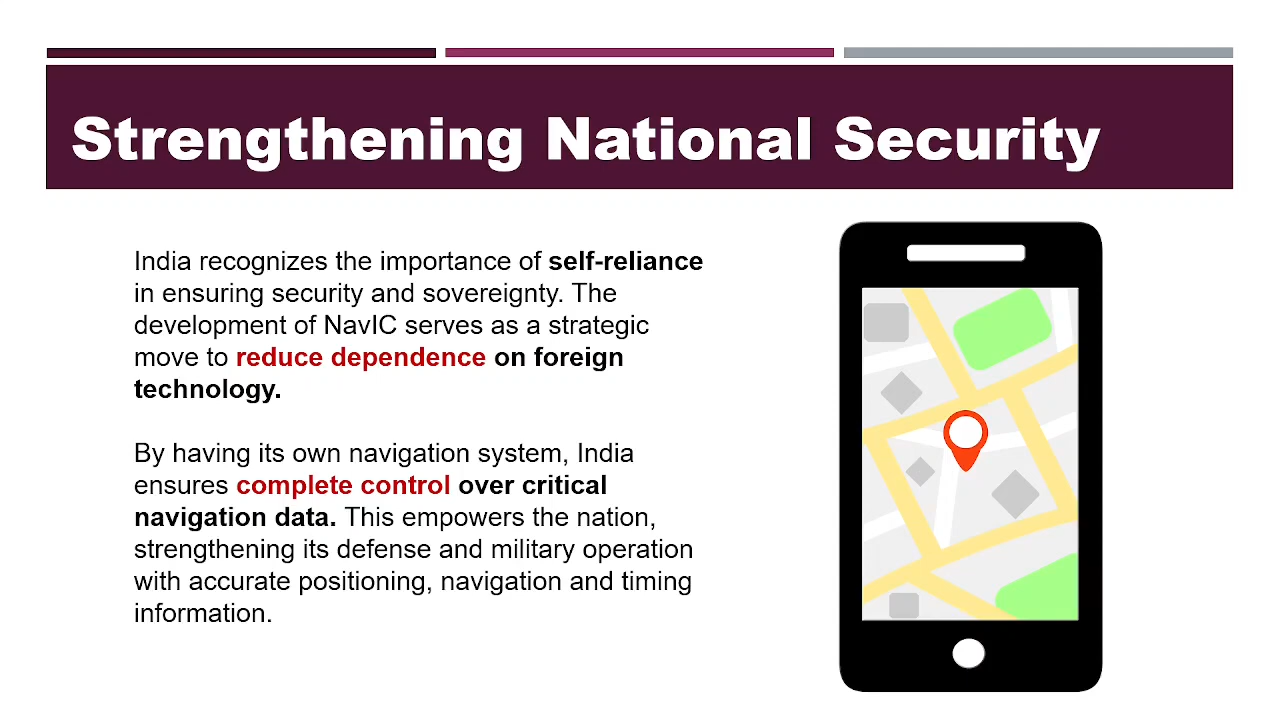 Strengthening National Security
India recognizes the importance of self-reliance
in ensuring security and sovereignty. The
development of NavIC serves as a strategic
move to reduce dependence on foreign
technology.
By having its own navigation system, India
ensures complete control over critical
navigation data. This empowers the nation,
strengthening its defense and military operation
with accurate positioning, navigation and timing
information.